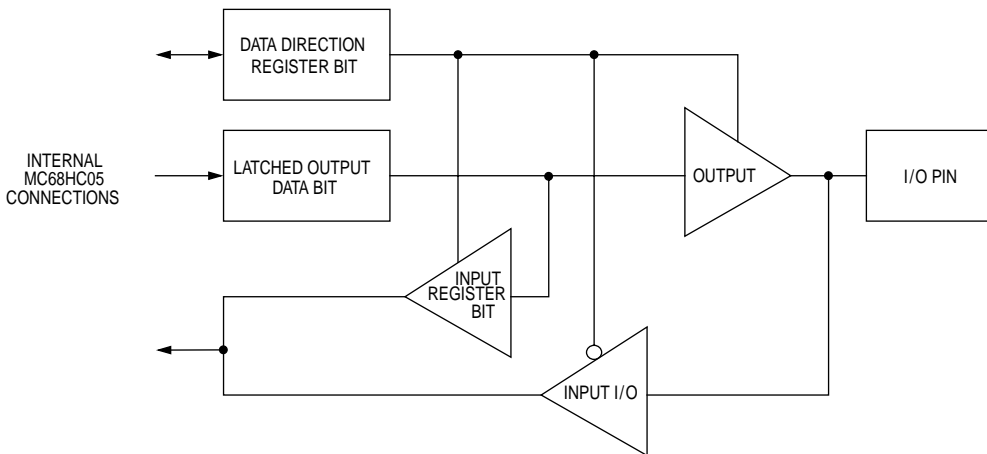 DATA DIRECTION
REGISTER BIT
INTERNAL
MC68HC05
CONNECTIONS
LATCHED OUTPUT
DATA BIT
OUTPUT
I/O PIN
INPUT
REGISTER
BIT
INPUT I/O